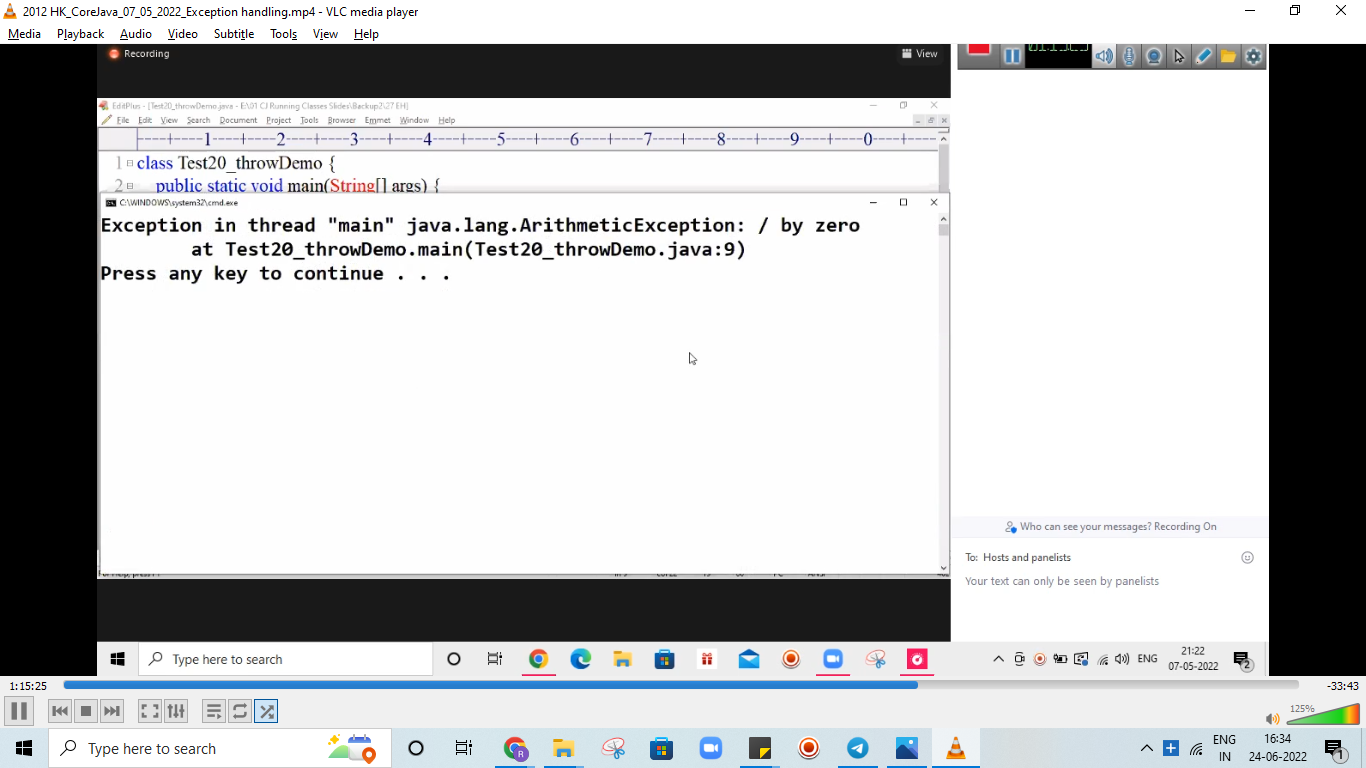 2012 HK_CoreJava_07_05_2022_Exception handling.mp4 - VLC media player
Media Playback Audio Video Subtitle Tools View Help
Recording
View
EditPlus - [Test20_throwDemo.java - E:\01 CJ Running Classes Slides\Backup2\27 EH]
File Edit View Search Document Project Tools Browser Emmet Window Help
----+----1----+----2----+----3----+----4----+----5----+----6----+----7----+----8----+----9----+----0----+---
1 class Test20_throwDemo {
2 public static void main(String[] args) {
C:\WINDOWS\system32\cmd.exe
Exception in thread "main" java.lang.ArithmeticException: / by zero
at Test20_throwDemo.main(Test20_throwDemo.java:9)
Press any key to continue . . .
Who can see your messages? Recording On
To: Hosts and panelists
Your text can only be seen by panelists
Type here to search
ENG
21:22
07-05-2022
2
1:15:25
-33:43
125%
Type here to search
R
ENG
IN
16:34
24-06-2022
1